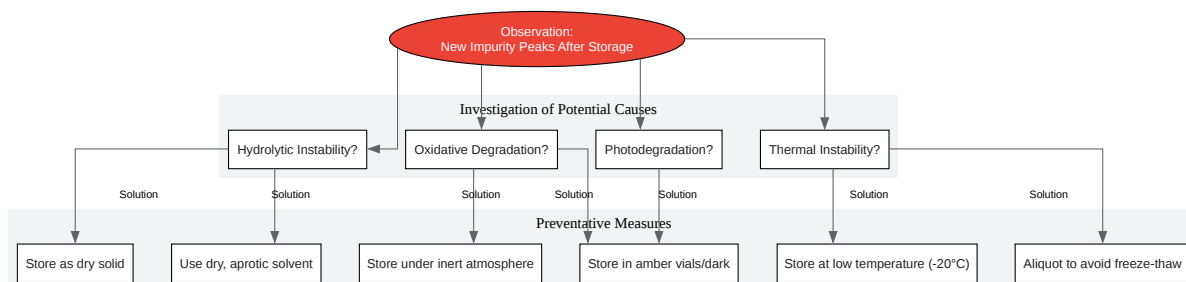 Observation:
New Impurity Peaks After Storage
Investigation of Potential Causes
Hydrolytic Instability?
Oxidative Degradation?
Photodegradation?
Thermal Instability?
Solution
Solution
Solution
Solution
Solution
Solution
Preventative Measures
Store as dry solid
Use dry, aprotic solvent
Store under inert atmosphere
Store in amber vials/dark
Store at low temperature (-20°C)
Aliquot to avoid freeze-thaw